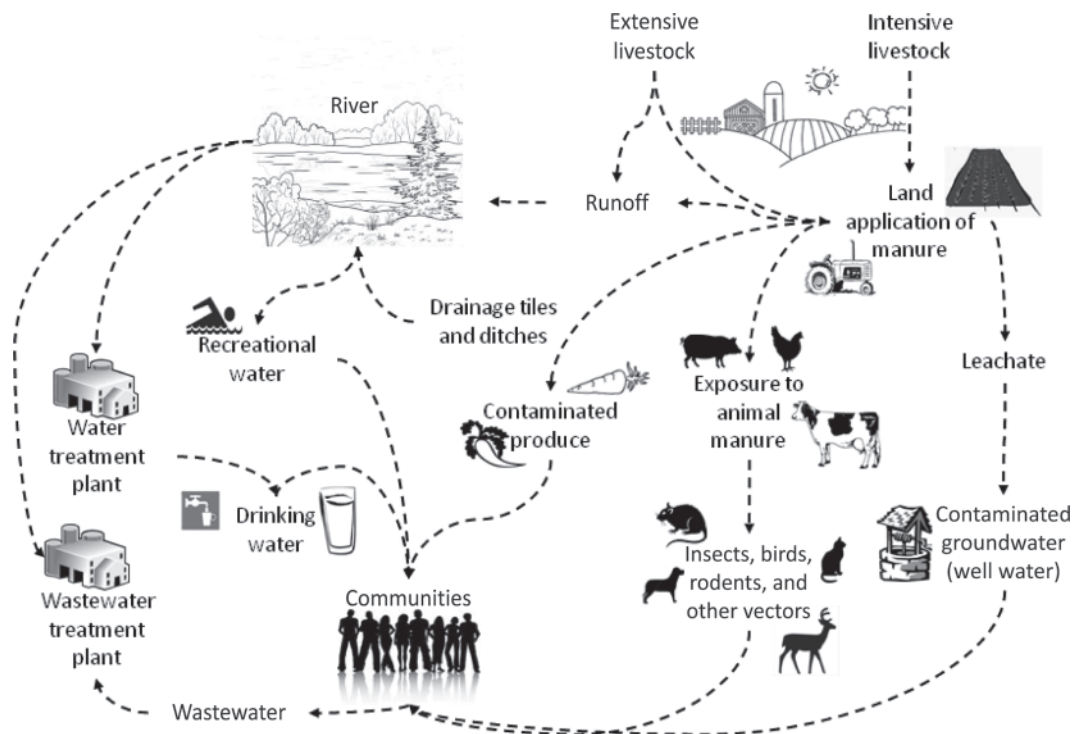 Extensive
livestock
Intensive
livestock
River
Runoff
Land
application of
manure
Drainage tiles
and ditches
Recreational
water
Leachate
Exposure to
animal
manure
Contaminated
produce
Water
treatment
plant
Drinking
water
Contaminated
groundwater
(well water)
Insects, birds,
rodents, and
other vectors
Communities
Wastewater
treatment
plant
Wastewater